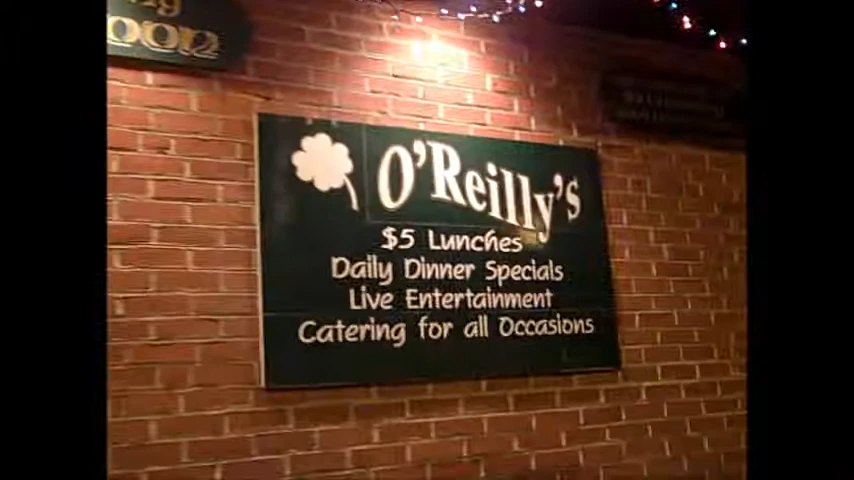 O'Reilly's
$5 Lunches
Daily Dinner Specials
Live Entertainment
Catering for all Occasions